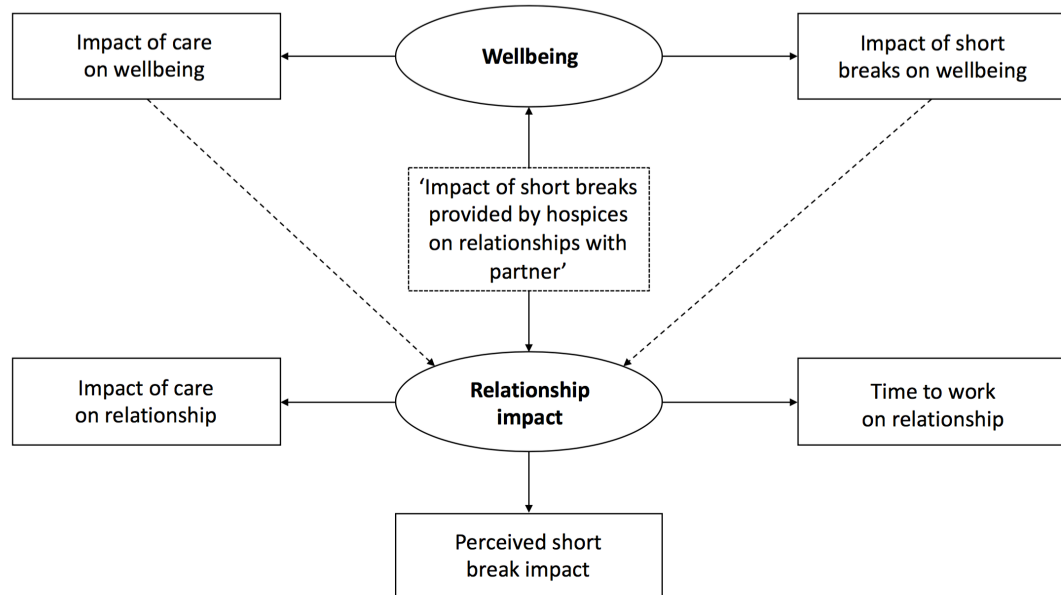 Impact of care
on wellbeing
Wellbeing
Impact of short
breaks on wellbeing
‘Impact of short breaks
provided by hospices
on relationships with
partner’
Impact of care
on relationship
Relationship
impact
Time to work
on relationship
Perceived short
break impact